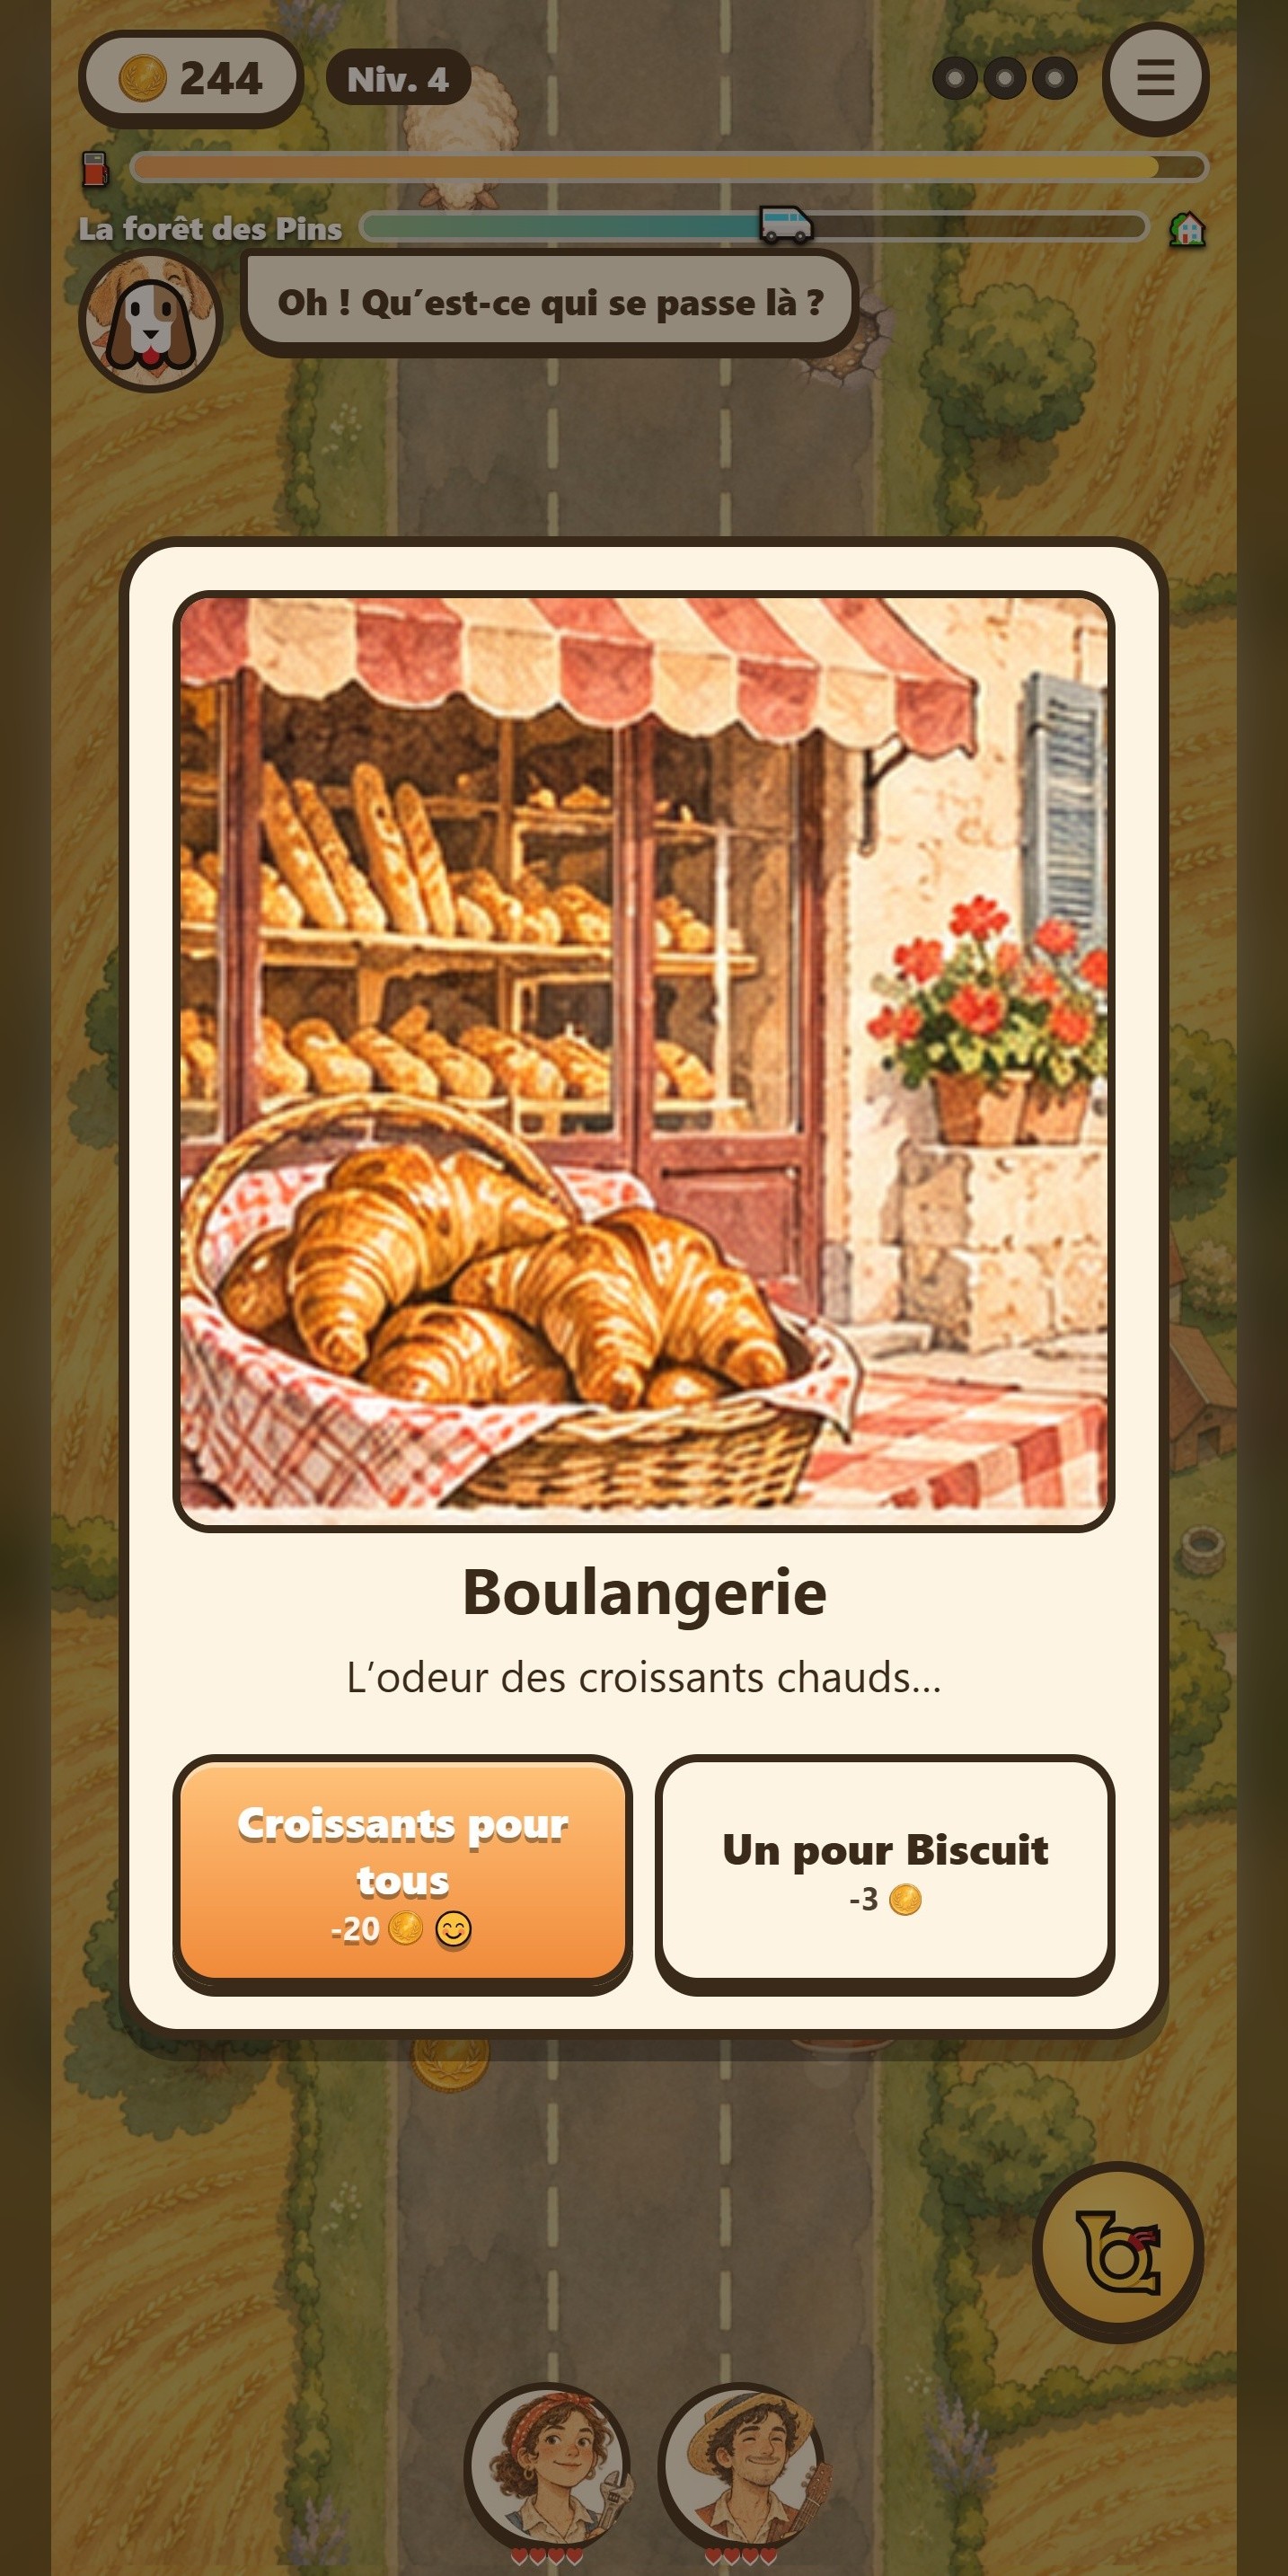 244
Niv. 4
La forêt des Pins
Oh ! Qu’est-ce qui se passe là ?
Boulangerie
L’odeur des croissants chauds…
Croissants pour
tous
-20
Un pour Biscuit
-3